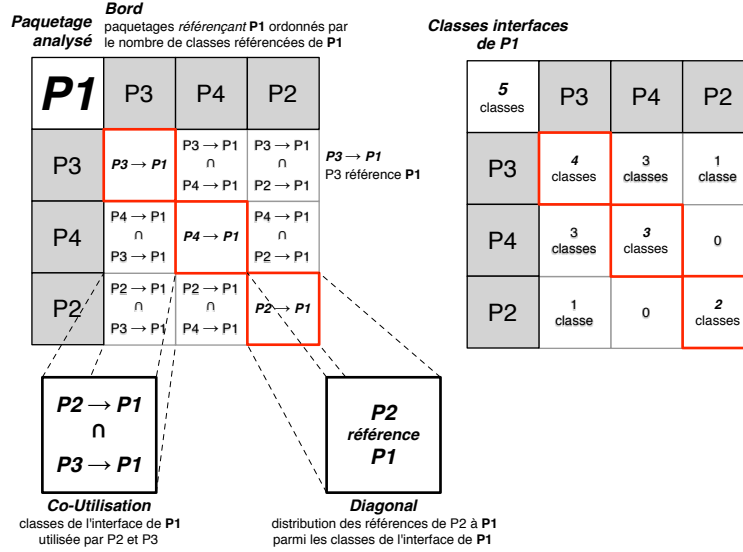 Paquetage
analysé
Bord
paquetages référençant P1 ordonnés par
le nombre de classes référencées de P1
P1
P3
P4
P2
P3
P3 → P1
P3 → P1
∩
P4 → P1
P3 → P1
∩
P2 → P1
P4
P4 → P1
∩
P3 → P1
P4 → P1
P4 → P1
∩
P2 → P1
P2
P2 → P1
∩
P3 → P1
P2 → P1
∩
P4 → P1
P2 → P1
P3 → P1
P3 référence P1
P2 → P1
∩
P3 → P1
Co-Utilisation
classes de l'interface de P1
utilisée par P2 et P3
P2
référence
P1
Diagonal
distribution des références de P2 à P1
parmi les classes de l'interface de P1
Classes interfaces
de P1
5
classes
P3
P4
P2
P3
4
classes
3
classes
1
classe
P4
3
classes
3
classes
0
P2
1
classe
0
2
classes